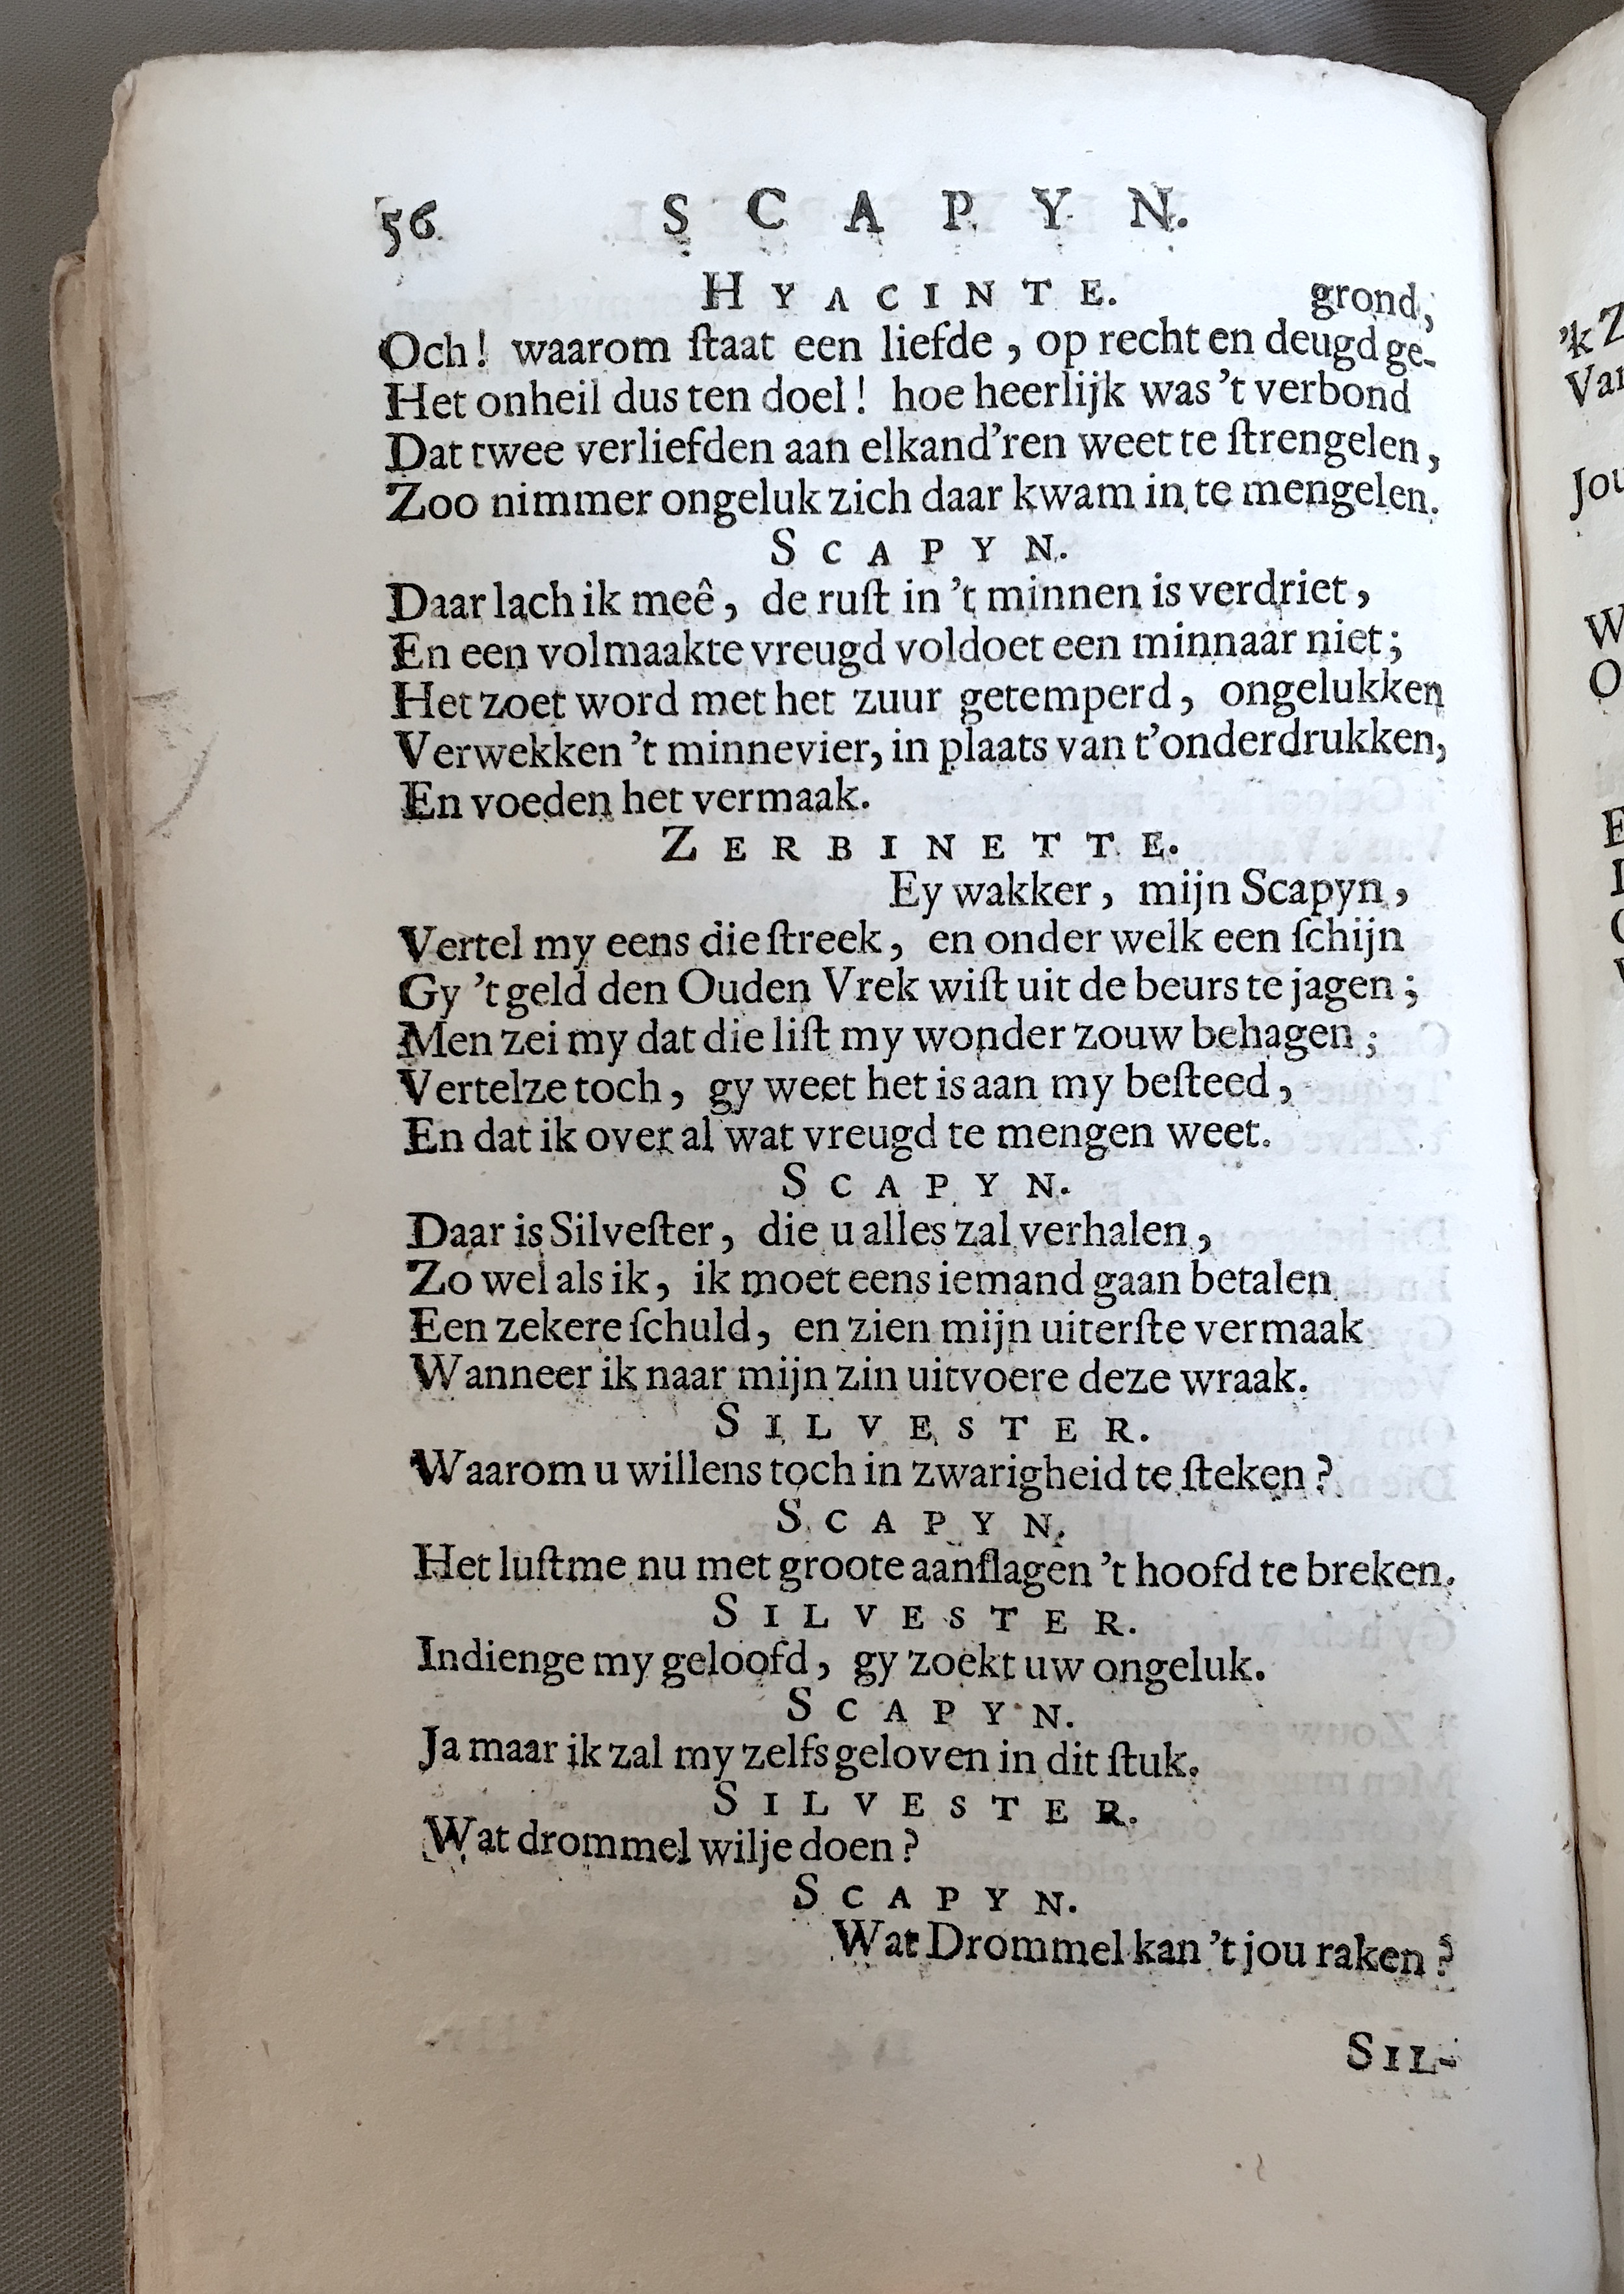 56 SCAPYN.
HYACINTE. grond,
Och! waarom ſtaat een liefde, op recht en deugd ge-
Het onheil dus ten doel! hoe heerlijk was 't verbond
Dat twee verliefden aan elkand'ren weet te ſtrengelen,
Zoo nimmer ongeluk zich daar kwam in te mengelen.
SCAPYN.
Daar lach ik meê, de ruſt in 't minnen is verdriet,
En een volmaakte vreugd voldoet een minnaar niet;
Het zoet word met het zuur getemperd, ongelukken
Verwekken 't minnevier, in plaats van t'onderdrukken,
En voeden het vermaak.
ZERBINETTE.
Ey wakker, mijn Scapyn,
Vertel my eens die ſtreek, en onder welk een ſchijn
Gy 't geld den Ouden Vrek wiſt uit de beurs te jagen;
Men zei my dat die liſt my wonder zouw behagen;
Vertelze toch, gy weet het is aan my beſteed,
En dat ik over al wat vreugd te mengen weet.
SCAPYN.
Daar is Silveſter, die u alles zal verhalen,
Zo wel als ik, ik moet eens iemand gaan betalen
Een zekere ſchuld, en zien mijn uiterſte vermaak
Wanneer ik naar mijn zin uitvoere deze wraak.
SILVESTER.
Waarom u willens toch in zwarigheid te ſteken?
SCAPYN.
Het luſtme nu met groote aanſlagen 't hoofd te breken.
SILVESTER.
Indienge my geloofd, gy zoekt uw ongeluk.
SCAPYN.
Ja maar ik zal my zelfs geloven in dit ſtuk.
SILVESTER.
Wat drommel wilje doen?
SCAPYN.
Wat Drommel kan 't jou raken?
SIL-
'k Z
Var
Jou
W
O
E